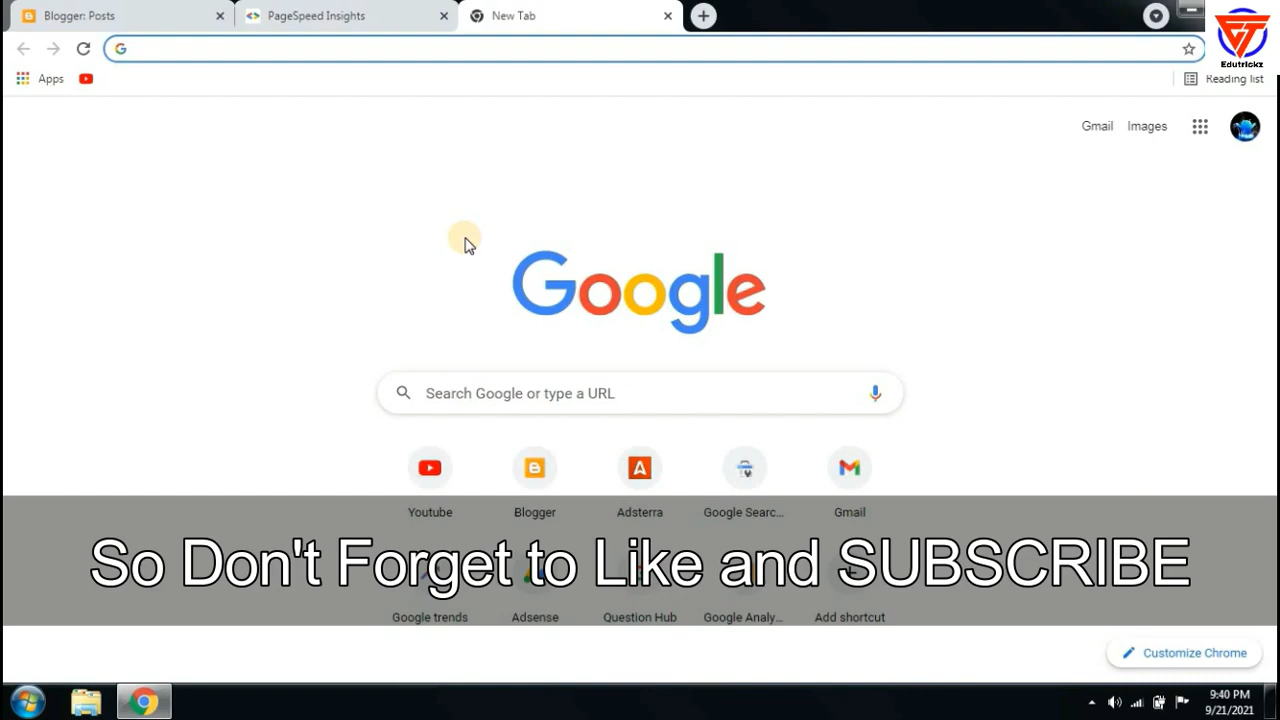 Blogger: Posts
PageSpeed Insights
New Tab
Edutrickz
Apps
Reading list
Gmail Images
Google
Search Google or type a URL
Youtube Blogger Adsterra Google Searc... Gmail
So Don't Forget to Like and SUBSCRIBE
Google trends Adsense Question Hub Google Analy... Add shortcut
Customize Chrome
9:40 PM
9/21/2021